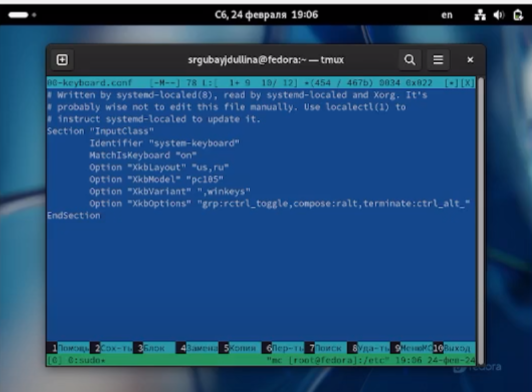 Сб, 24 февраля 19:06
en
srgubayjdullina@fedora:~ — tmux
00-keyboard.conf [-M--] 78 L:[ 1+ 9 10/ 12] *(454 / 467b) 0034 0x022 [*][X]
# Written by systemd-localed(8), read by systemd-localed and Xorg. It's
# probably wise not to edit this file manually. Use localectl(1) to
# instruct systemd-localed to update it.
Section "InputClass"
Identifier "system-keyboard"
MatchIsKeyboard "on"
Option "XkbLayout" "us,ru"
Option "XkbModel" "pc105"
Option "XkbVariant" ",winkeys"
Option "XkbOptions" "grp:rctrl_toggle,compose:ralt,terminate:ctrl_alt_"
EndSection
1Помощь 2Сох~ть 3Блок 4Замена 5Копия 6Пер~ть 7Поиск 8Уда~ть 9МенюMC 10Выход
[0] 0:sudo* "mc [root@fedora]:/etc" 19:06 24-фев-24
fedora